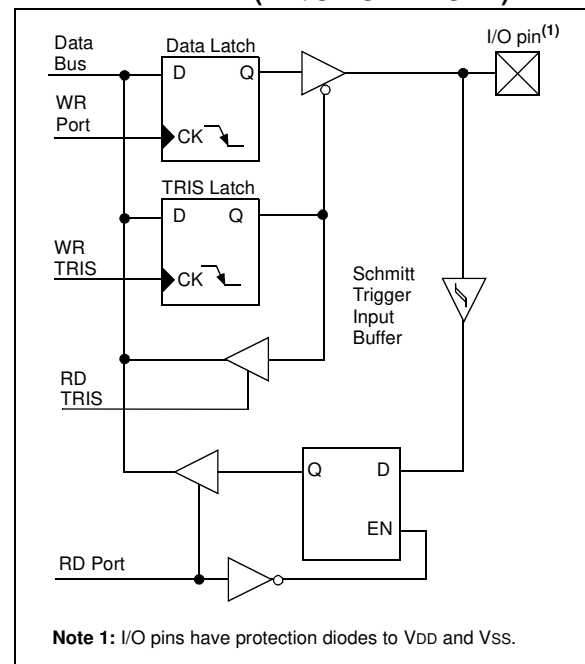 Data
Bus
Data Latch
I/O pin(1)
D
Q
WR
Port
CK
TRIS Latch
D
Q
WR
TRIS
CK
Schmitt
Trigger
Input
Buffer
RD
TRIS
Q
D
EN
RD Port
Note 1: I/O pins have protection diodes to VDD and VSS.